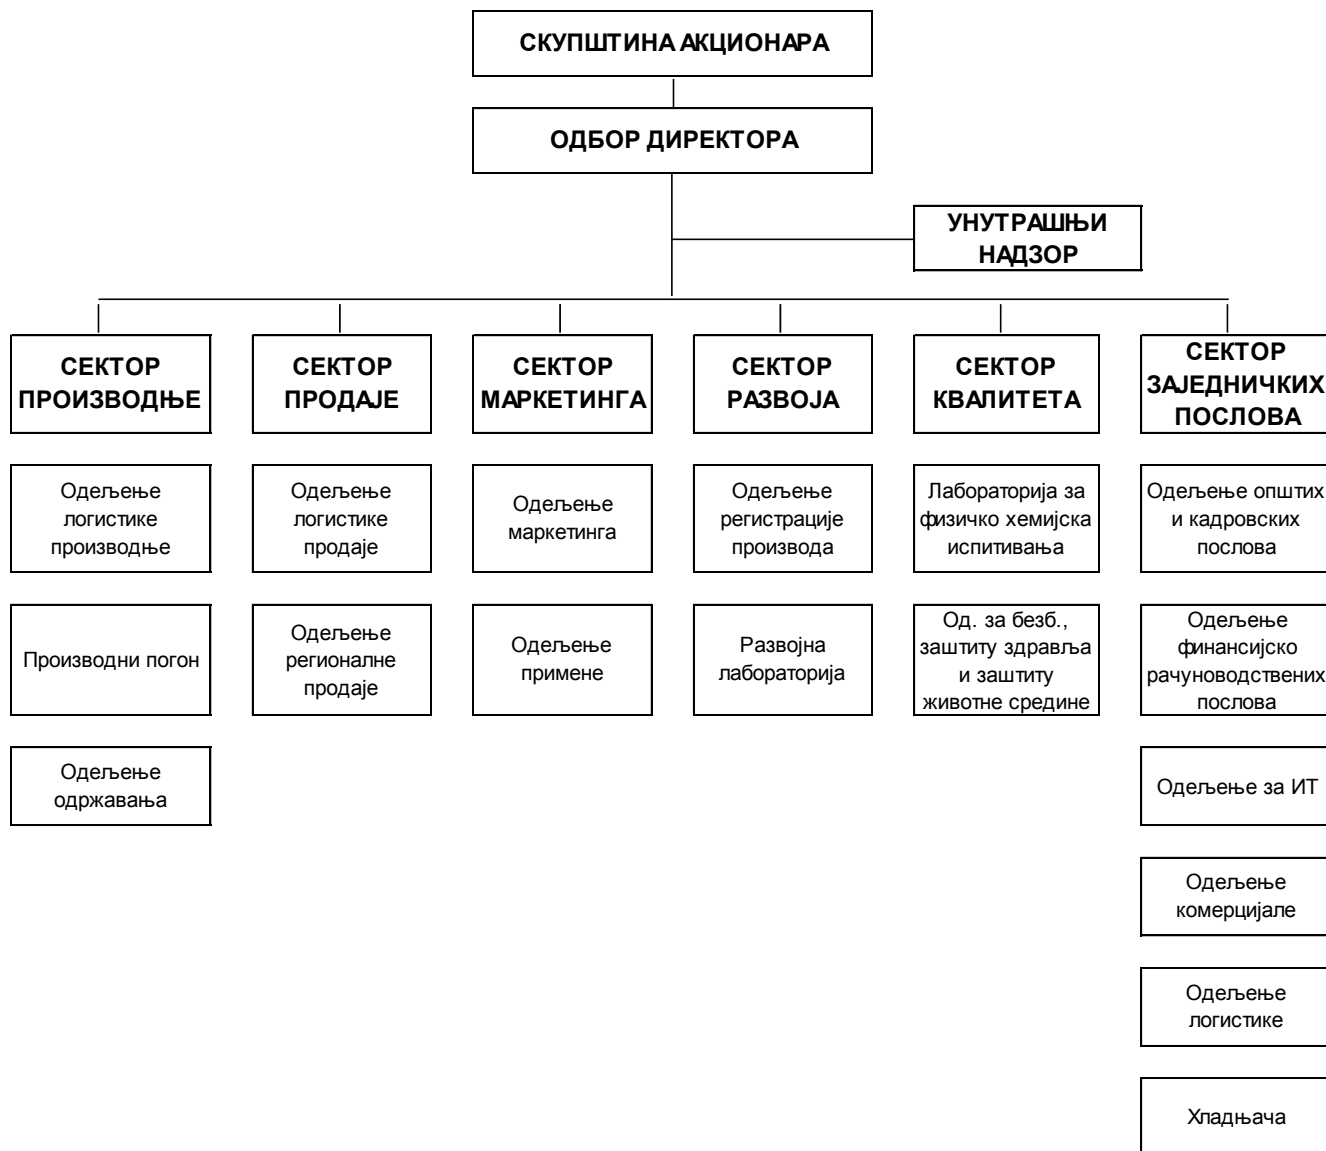 СКУПШТИНА АКЦИОНАРА
ОДБОР ДИРЕКТОРА
УНУТРАШЊИ
НАДЗОР
СЕКТОР
ПРОИЗВОДЊЕ
СЕКТОР
ПРОДАЈЕ
СЕКТОР
МАРКЕТИНГА
СЕКТОР
РАЗВОЈА
СЕКТОР
КВАЛИТЕТА
СЕКТОР
ЗАЈЕДНИЧКИХ
ПОСЛОВА
Одељење
логистике
производње
Одељење
логистике
продаје
Одељење
маркетинга
Одељење
регистрације
производа
Лабораторија за
физичко хемијска
испитивања
Одељење општих
и кадровских
послова
Производни погон
Одељење
регионалне
продаје
Одељење
примене
Развојна
лабораторија
Од. за безб.,
заштиту здравља
и заштиту
животне средине
Одељење
финансијско
рачуноводствених
послова
Одељење
одржавања
Одељење за ИТ
Одељење
комерцијале
Одељење
логистике
Хладњача